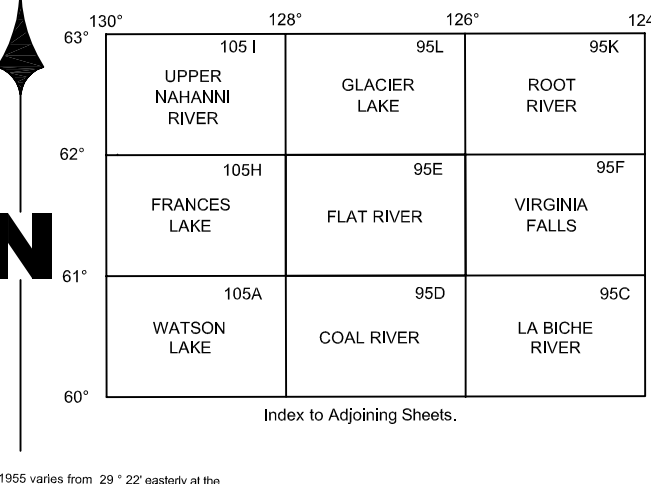 130° 128° 126° 124
63°
105 I 95L 95K
UPPER NAHANNI RIVER
GLACIER LAKE
ROOT RIVER
62°
105H 95E 95F
FRANCES LAKE
FLAT RIVER
VIRGINIA FALLS
N
61°
105A 95D 95C
WATSON LAKE
COAL RIVER
LA BICHE RIVER
60°
Index to Adjoining Sheets.
1955 varies from 29 ° 22' easterly at the